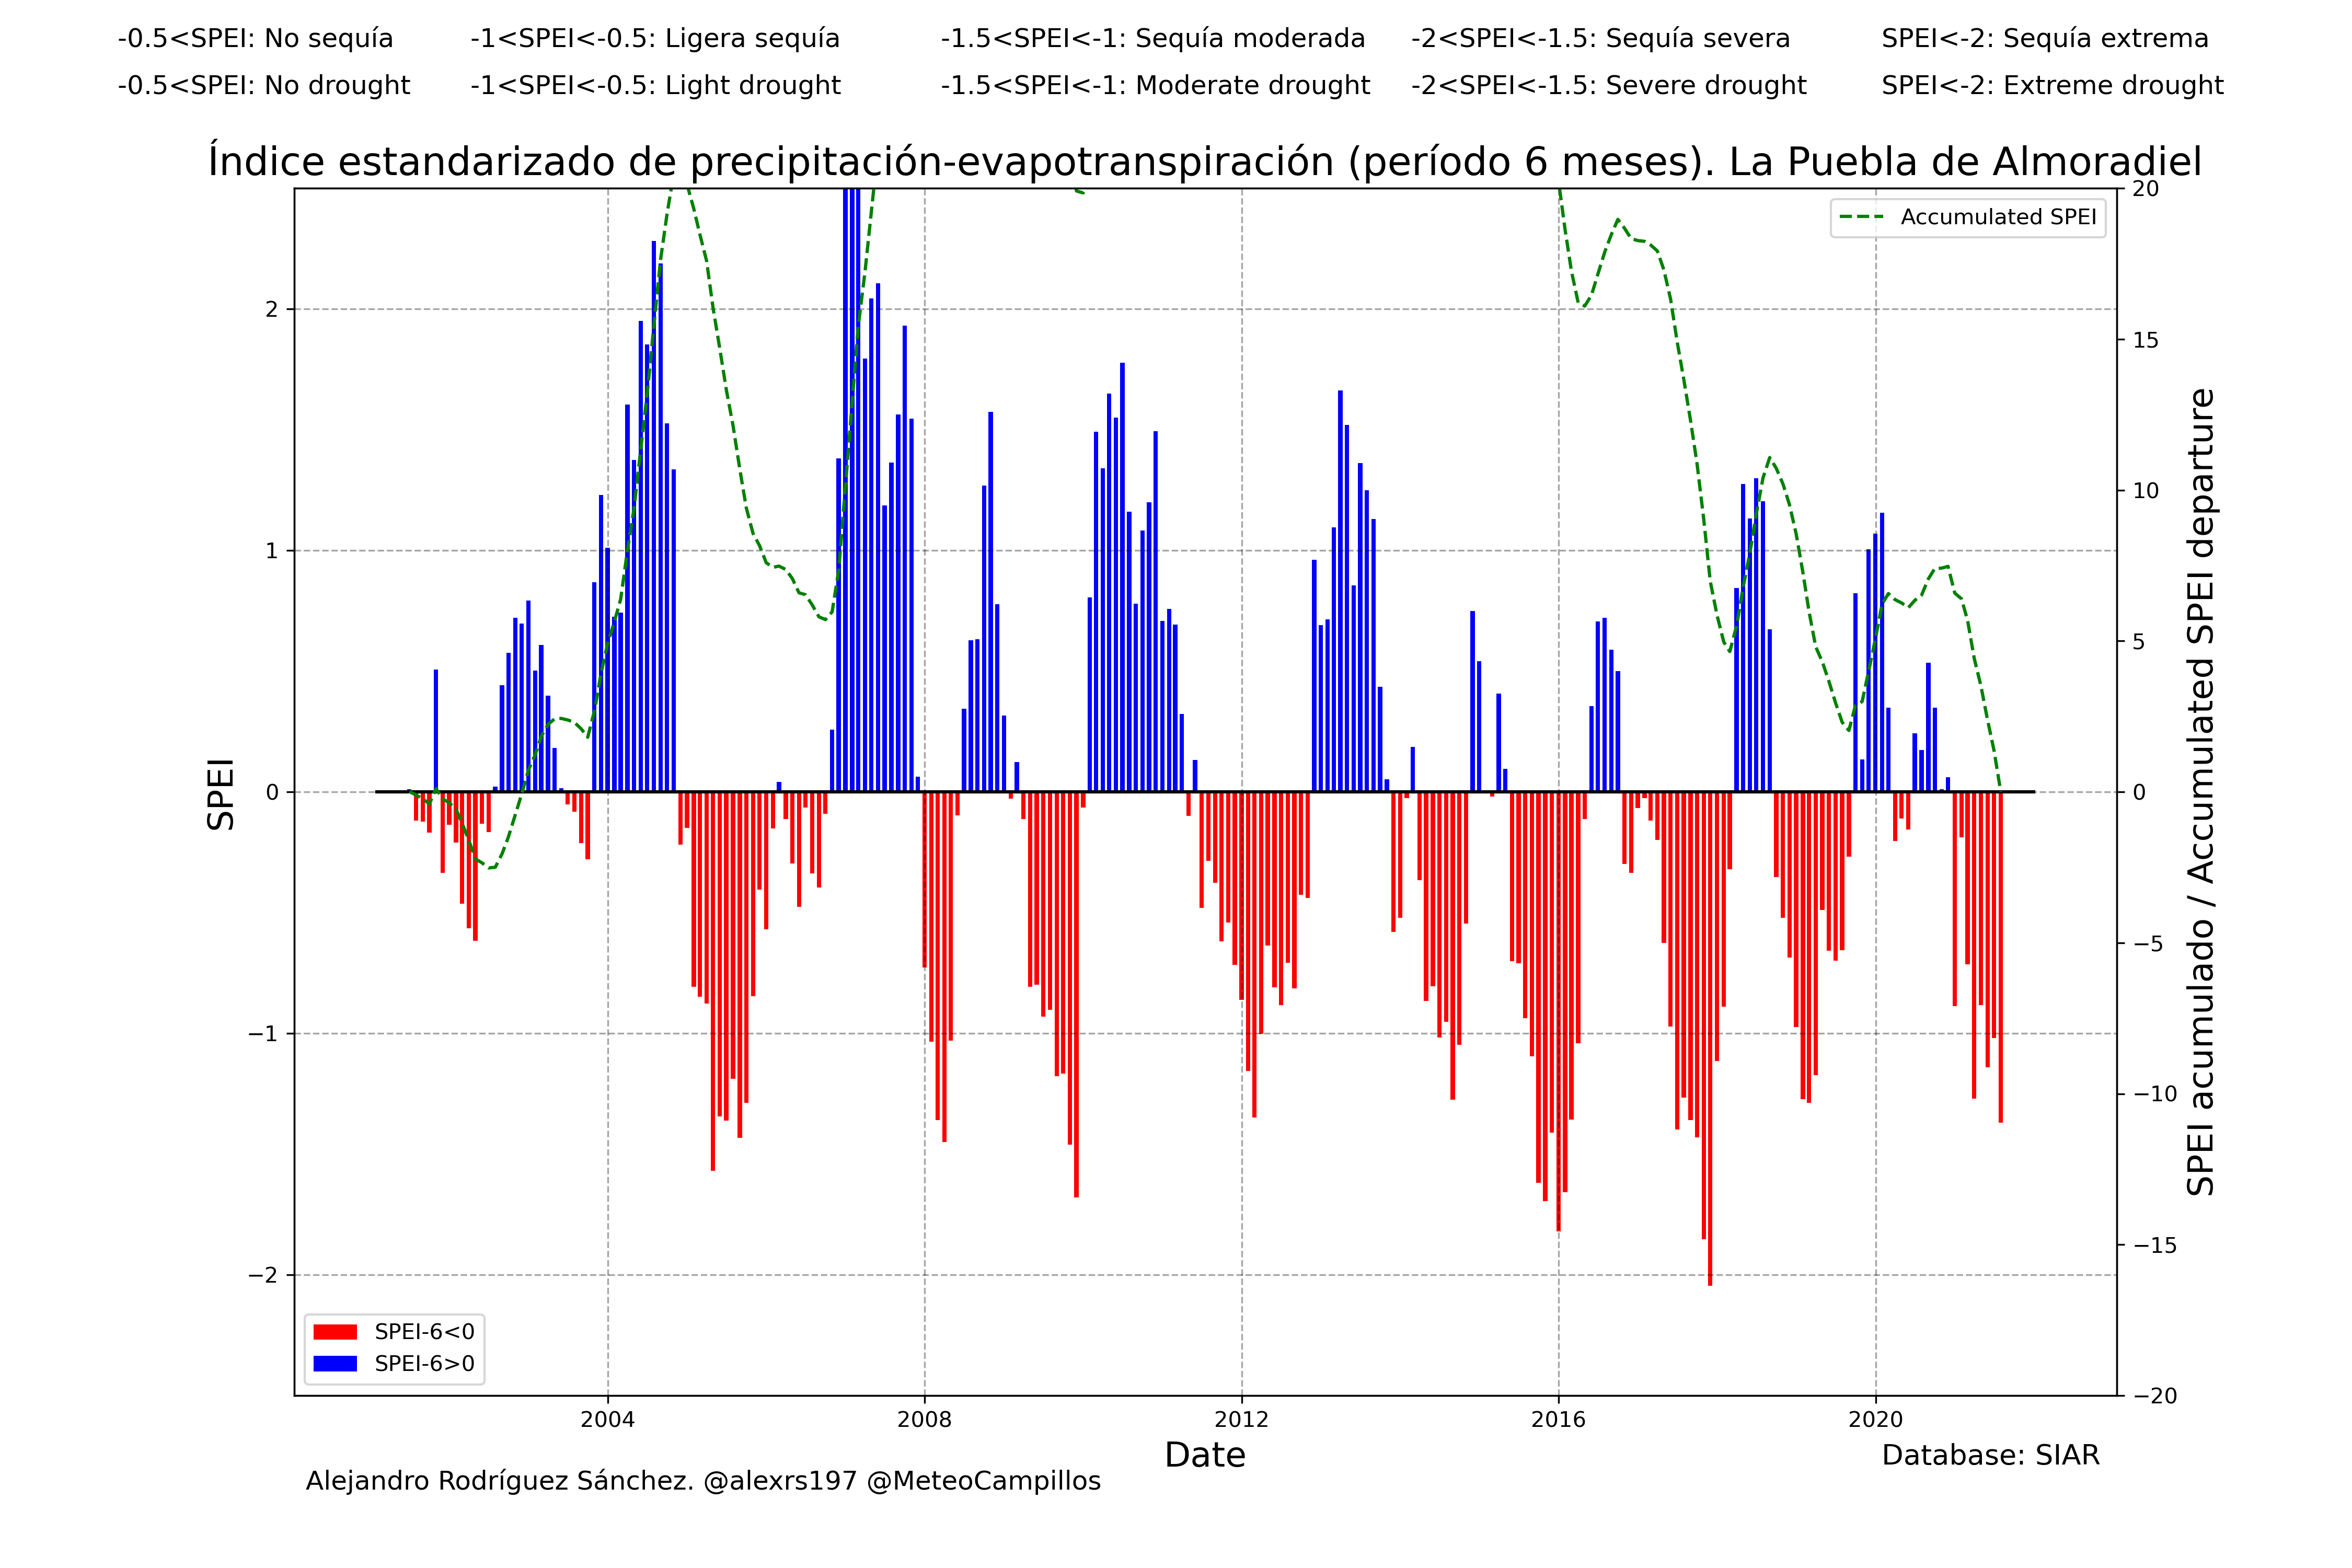 -0.5<SPEI: No sequía -1<SPEI<-0.5: Ligera sequía -1.5<SPEI<-1: Sequía moderada -2<SPEI<-1.5: Sequía severa SPEI<-2: Sequía extrema
-0.5<SPEI: No drought -1<SPEI<-0.5: Light drought -1.5<SPEI<-1: Moderate drought -2<SPEI<-1.5: Severe drought SPEI<-2: Extreme drought
Índice estandarizado de precipitación-evapotranspiración (período 6 meses). La Puebla de Almoradiel
Accumulated SPEI
SPEI
2
1
0
−1
−2
20
15
10
5
0
−5
−10
−15
−20
SPEI acumulado / Accumulated SPEI departure
SPEI-6<0
SPEI-6>0
2004 2008 2012 2016 2020
Date
Database: SIAR
Alejandro Rodríguez Sánchez. @alexrs197 @MeteoCampillos